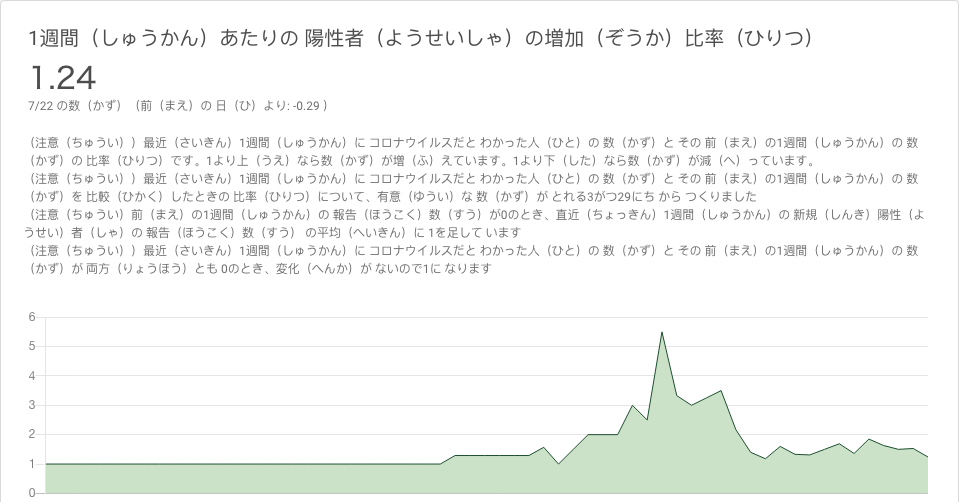 1週間（しゅうかん）あたりの 陽性者（ようせいしゃ）の増加（ぞうか）比率（ひりつ）
1.24
7/22 の数（かず）（前（まえ）の 日（ひ）より: -0.29 ）
（注意（ちゅうい））最近（さいきん）1週間（しゅうかん）に コロナウイルスだと わかった人（ひと）の 数（かず）と その 前（まえ）の1週間（しゅうかん）の 数
（かず）の 比率（ひりつ）です。1より上（うえ）なら数（かず）が増（ふ）えています。1より下（した）なら数（かず）が減（へ）っています。
（注意（ちゅうい））最近（さいきん）1週間（しゅうかん）に コロナウイルスだと わかった人（ひと）の 数（かず）と その 前（まえ）の1週間（しゅうかん）の 数
（かず）を 比較（ひかく）したときの 比率（ひりつ）について、有意（ゆうい）な 数（かず）が とれる3がつ29にち から つくりました
（注意（ちゅうい）前（まえ）の1週間（しゅうかん）の 報告（ほうこく）数（すう）が0のとき、直近（ちょっきん）1週間（しゅうかん）の 新規（しんき）陽性（よ
うせい）者（しゃ）の 報告（ほうこく）数（すう） の平均（へいきん）に 1を足して います
（注意（ちゅうい））最近（さいきん）1週間（しゅうかん）に コロナウイルスだと わかった人（ひと）の 数（かず）と その 前（まえ）の1週間（しゅうかん）の 数
（かず）が 両方（りょうほう）とも 0のとき、変化（へんか）が ないので1に なります
6
5
4
3
2
1
0